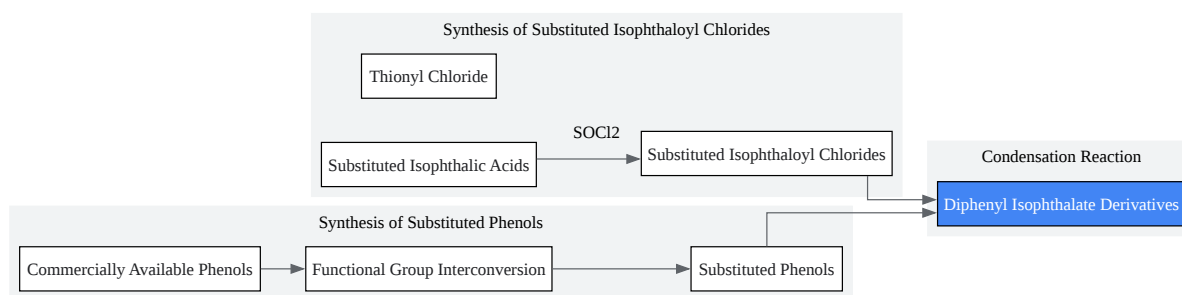 Synthesis of Substituted Isophthaloyl Chlorides
Thionyl Chloride
SOCl2
Substituted Isophthalic Acids
Substituted Isophthaloyl Chlorides
Condensation Reaction
Diphenyl Isophthalate Derivatives
Synthesis of Substituted Phenols
Commercially Available Phenols
Functional Group Interconversion
Substituted Phenols